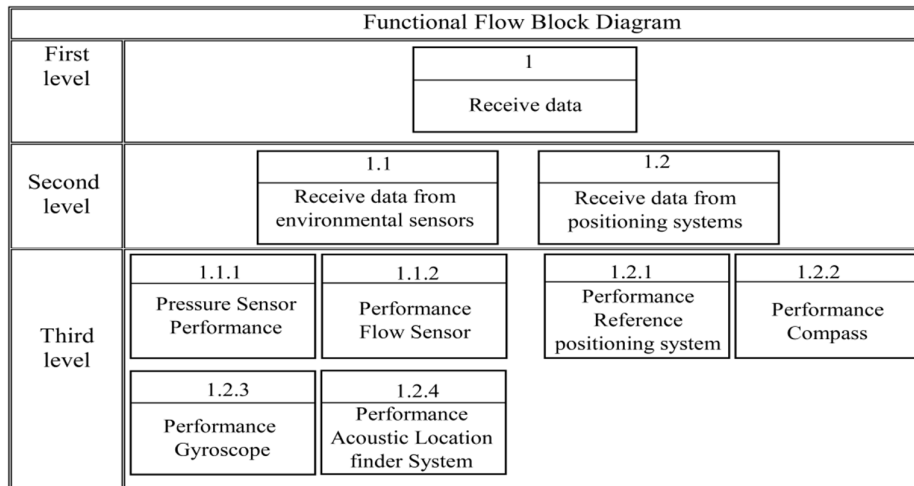 Functional Flow Block Diagram
First
level
1
Receive data
Second
level
1.1
Receive data from
environmental sensors
1.2
Receive data from
positioning systems
Third
level
1.1.1
Pressure Sensor
Performance
1.1.2
Performance
Flow Sensor
1.2.1
Performance
Reference
positioning system
1.2.2
Performance
Compass
1.2.3
Performance
Gyroscope
1.2.4
Performance
Acoustic Location
finder System